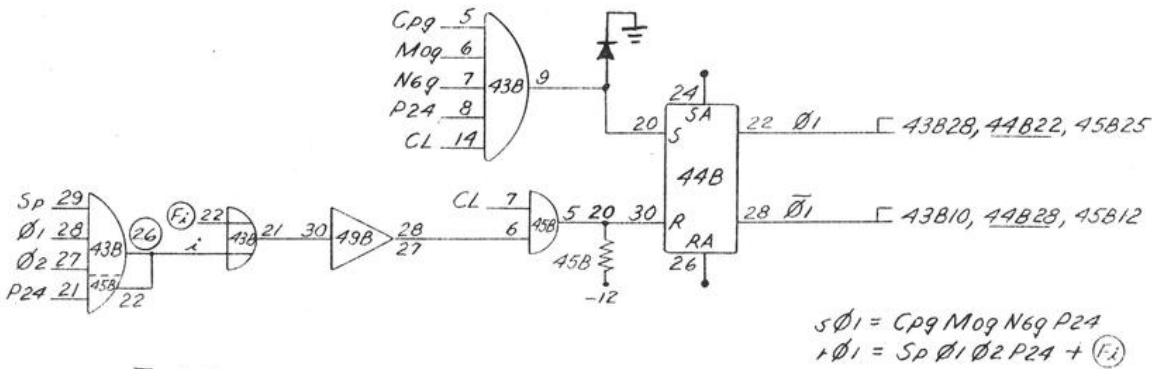 Cpg 5
Mog 6
N6g 7
P24 8
CL 14
43B 9
20 S
24 SA
44B
22 Ø1
43B28, 44B22, 45B25
Sp 29
Ø1 28
Ø2 27
P24 21
43B
45B
26
22
i
Fi 22
43B 21
30 49B 28
27
CL 7
6
45B 5
20
45B
-12
30 R
RA
26
28 Ø̅1
43B10, 44B28, 45B12
sØ1 = Cpg Mog N6g P24
rØ1 = Sp Ø1 Ø2 P24 + Fi